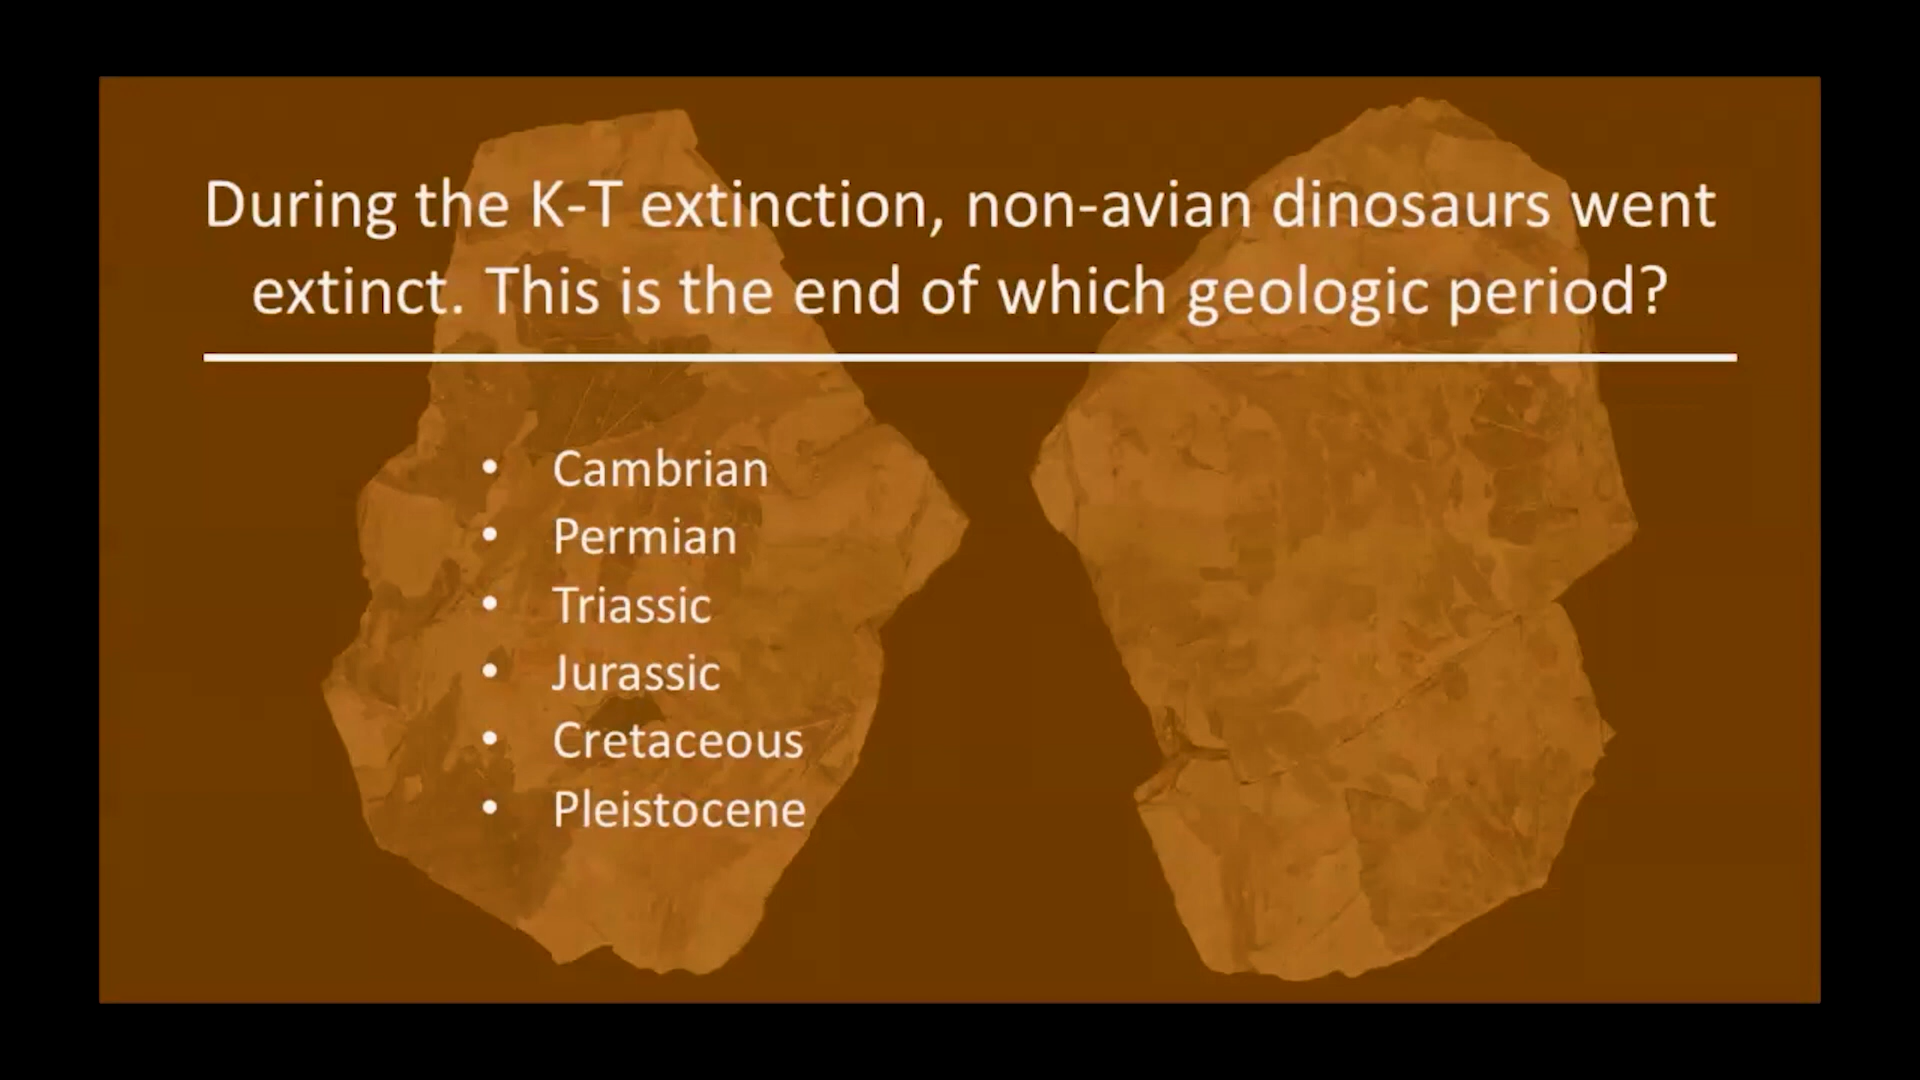 During the K-T extinction, non-avian dinosaurs went
extinct. This is the end of which geologic period?
• Cambrian
• Permian
• Triassic
• Jurassic
• Cretaceous
• Pleistocene